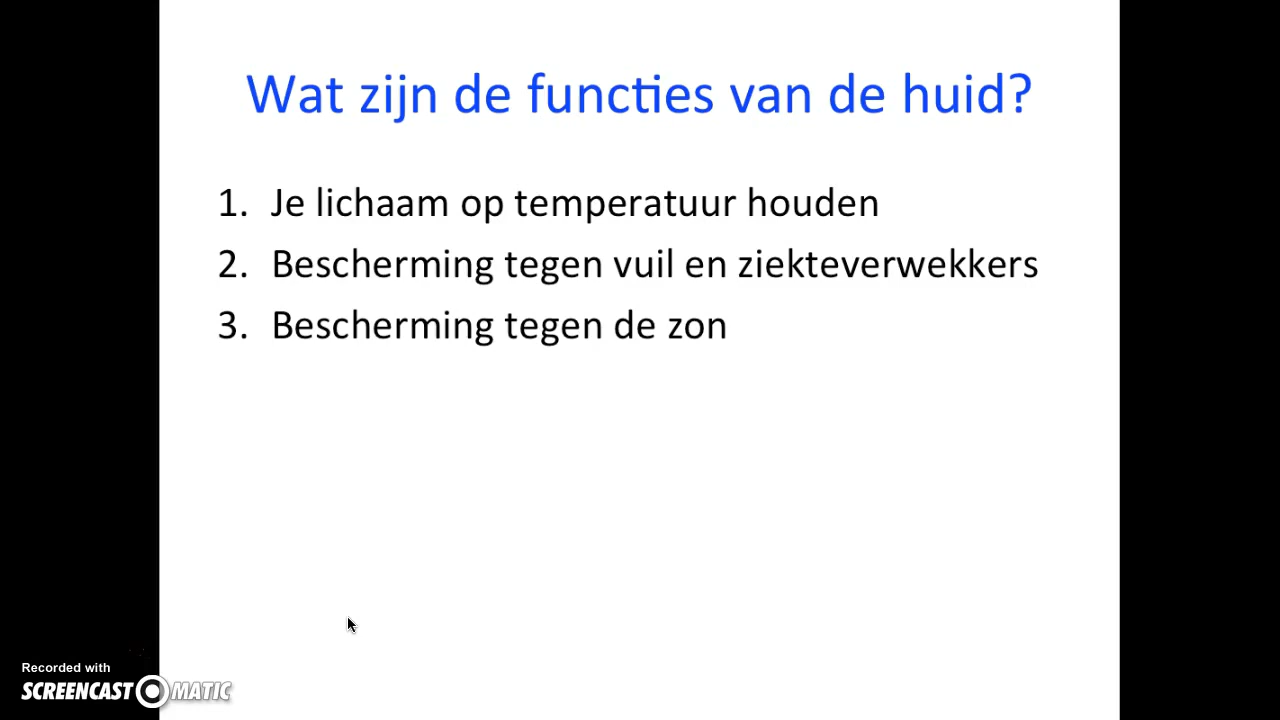 Wat zijn de functies van de huid?
1. Je lichaam op temperatuur houden
2. Bescherming tegen vuil en ziekteverwekkers
3. Bescherming tegen de zon
Recorded with
SCREENCAST MATIC